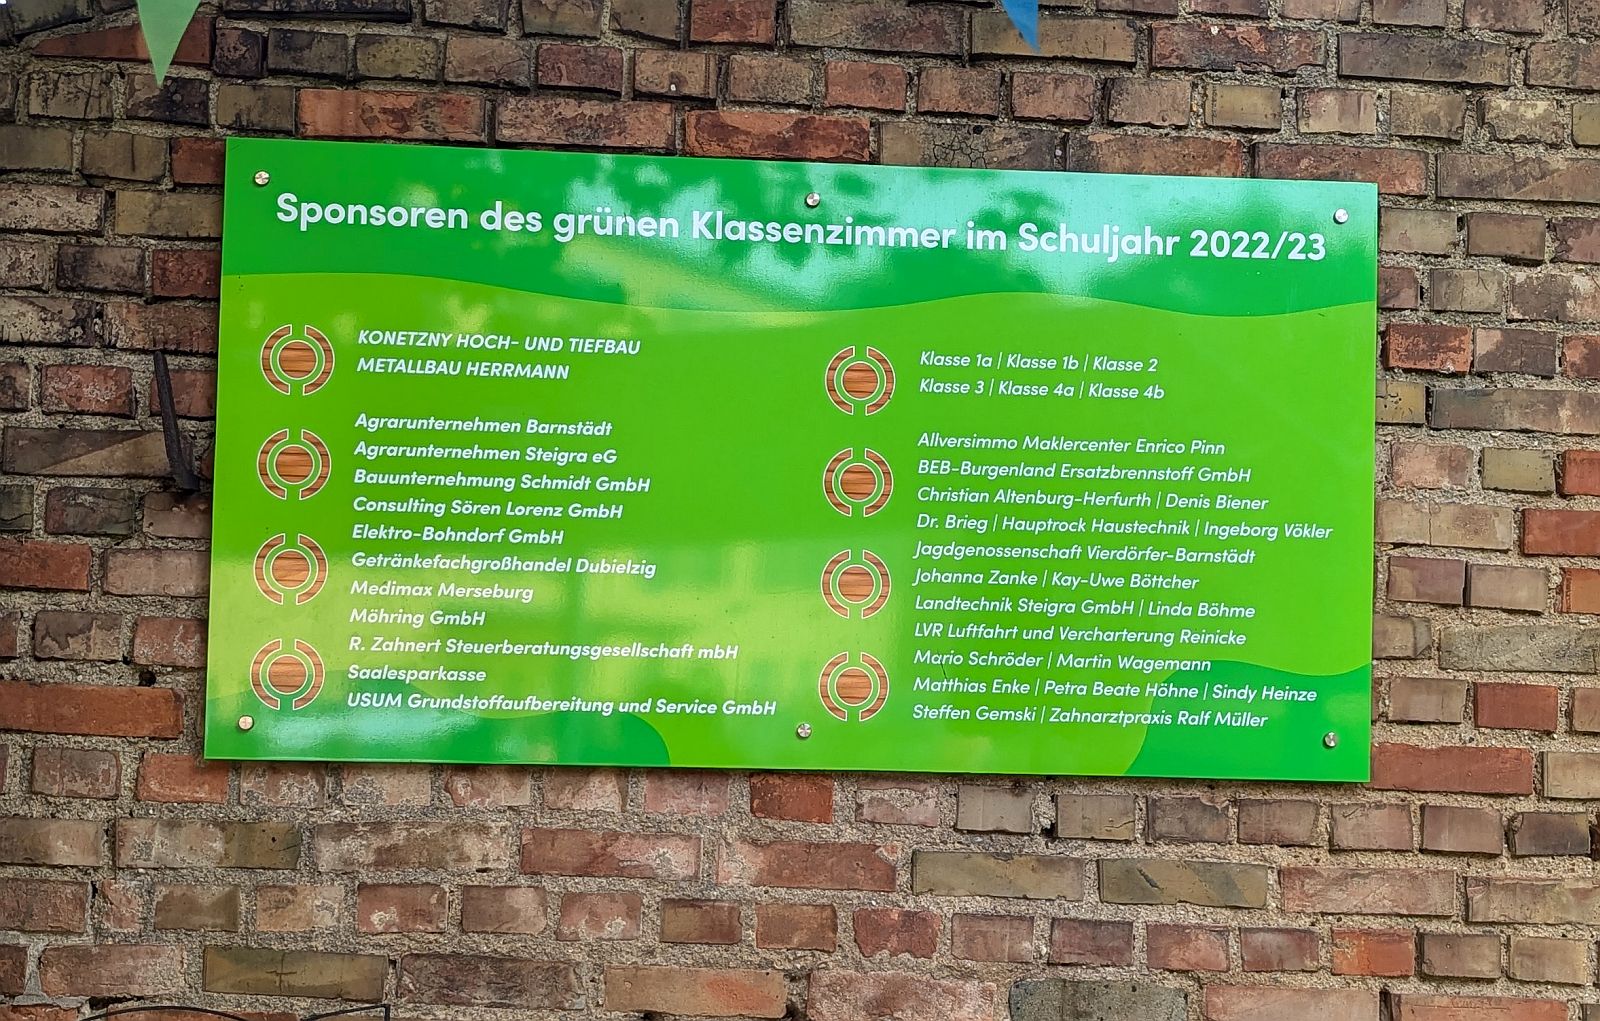 Sponsoren des grünen Klassenzimmer im Schuljahr 2022/23
KONETZNY HOCH- UND TIEFBAU
METALLBAU HERRMANN
Agrarunternehmen Barnstädt
Agrarunternehmen Steigra eG
Bauunternehmung Schmidt GmbH
Consulting Sören Lorenz GmbH
Elektro-Bohndorf GmbH
Getränkefachgroßhandel Dubielzig
Medimax Merseburg
Möhring GmbH
R. Zahnert Steuerberatungsgesellschaft mbH
Saalesparkasse
USUM Grundstoffaufbereitung und Service GmbH
Klasse 1a | Klasse 1b | Klasse 2
Klasse 3 | Klasse 4a | Klasse 4b
Allversimmo Maklercenter Enrico Pinn
BEB-Burgenland Ersatzbrennstoff GmbH
Christian Altenburg-Herfurth | Denis Biener
Dr. Brieg | Hauptrock Haustechnik | Ingeborg Vökler
Jagdgenossenschaft Vierdörfer-Barnstädt
Johanna Zanke | Kay-Uwe Böttcher
Landtechnik Steigra GmbH | Linda Böhme
LVR Luftfahrt und Vercharterung Reinicke
Mario Schröder | Martin Wagemann
Matthias Enke | Petra Beate Höhne | Sindy Heinze
Steffen Gemski | Zahnarztpraxis Ralf Müller